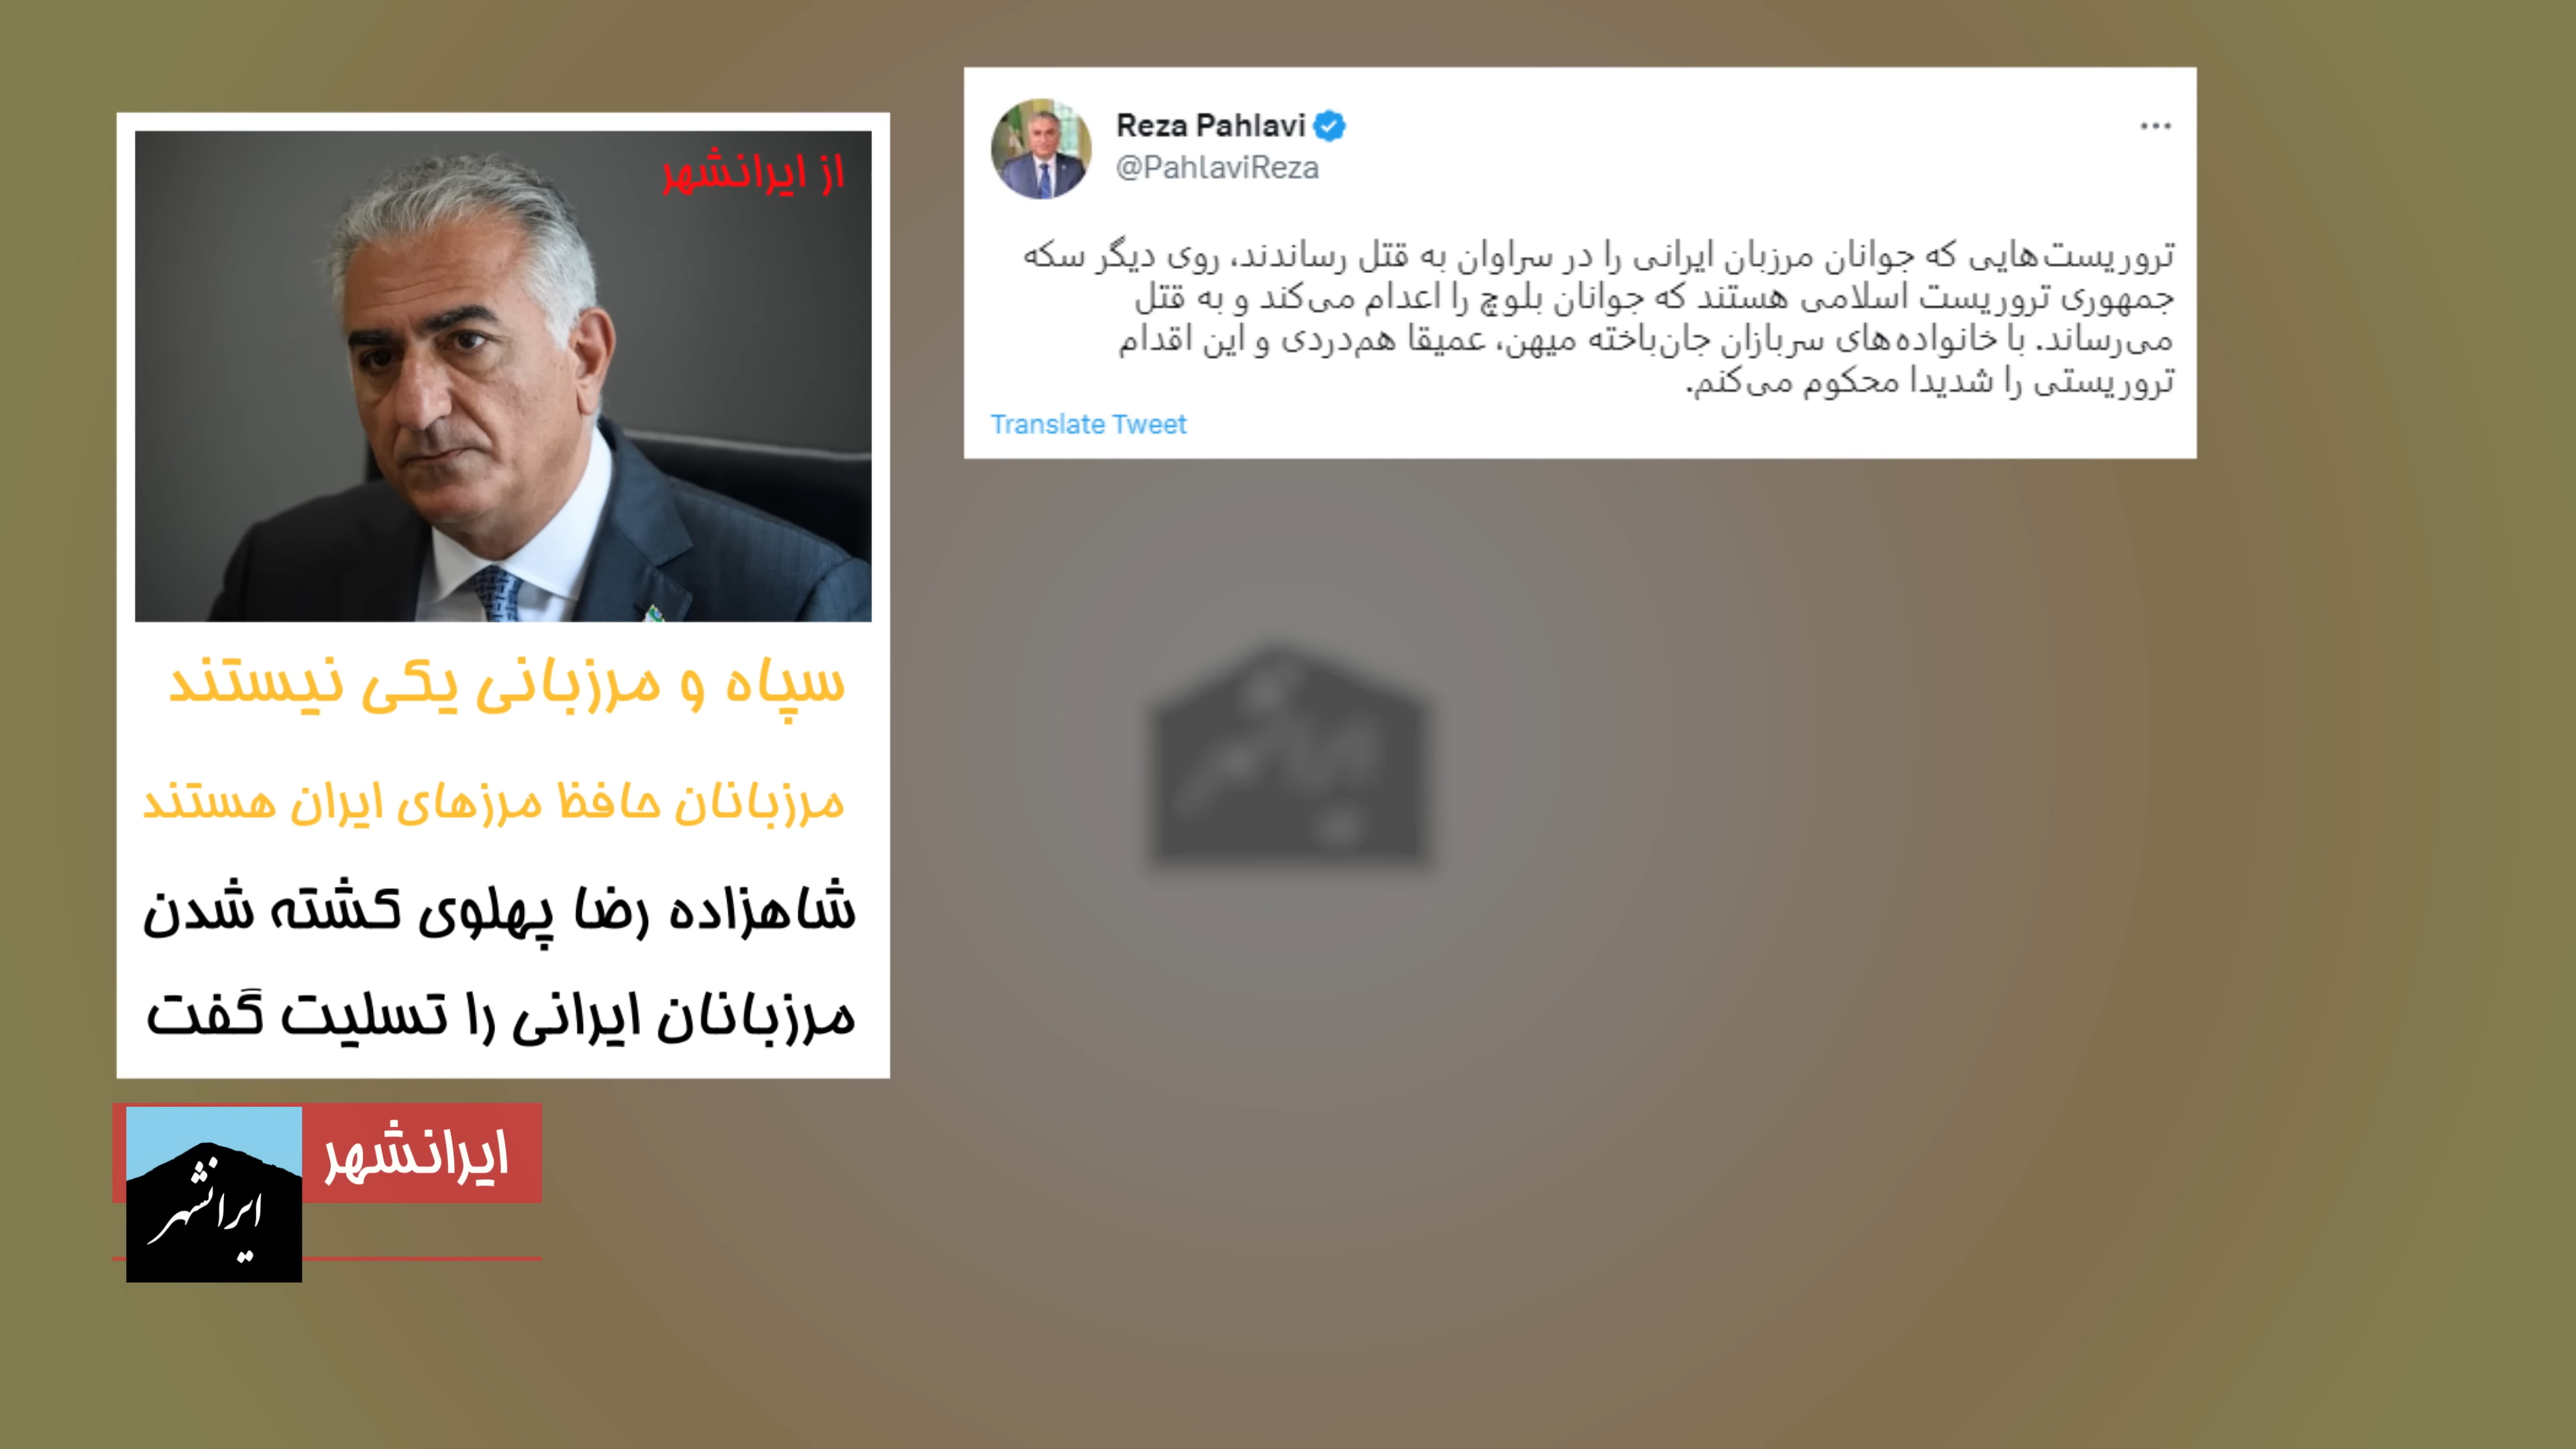 از ایرانشهر
سپاه و مرزبانی یکی نیستند
مرزبانان حافظ مرزهای ایران هستند
شاهزاده رضا پهلوی کشته شدن
مرزبانان ایرانی را تسلیت گفت
ایرانشهر
ایرانشهر
Reza Pahlavi
@PahlaviReza
تروریست‌هایی که جوانان مرزبان ایرانی را در سراوان به قتل رساندند، روی دیگر سکه
جمهوری تروریست اسلامی هستند که جوانان بلوچ را اعدام می‌کند و به قتل
می‌رساند. با خانواده‌های سربازان جان‌باخته میهن، عمیقا هم‌دردی و این اقدام
تروریستی را شدیدا محکوم می‌کنم.
Translate Tweet
ایرانشهر